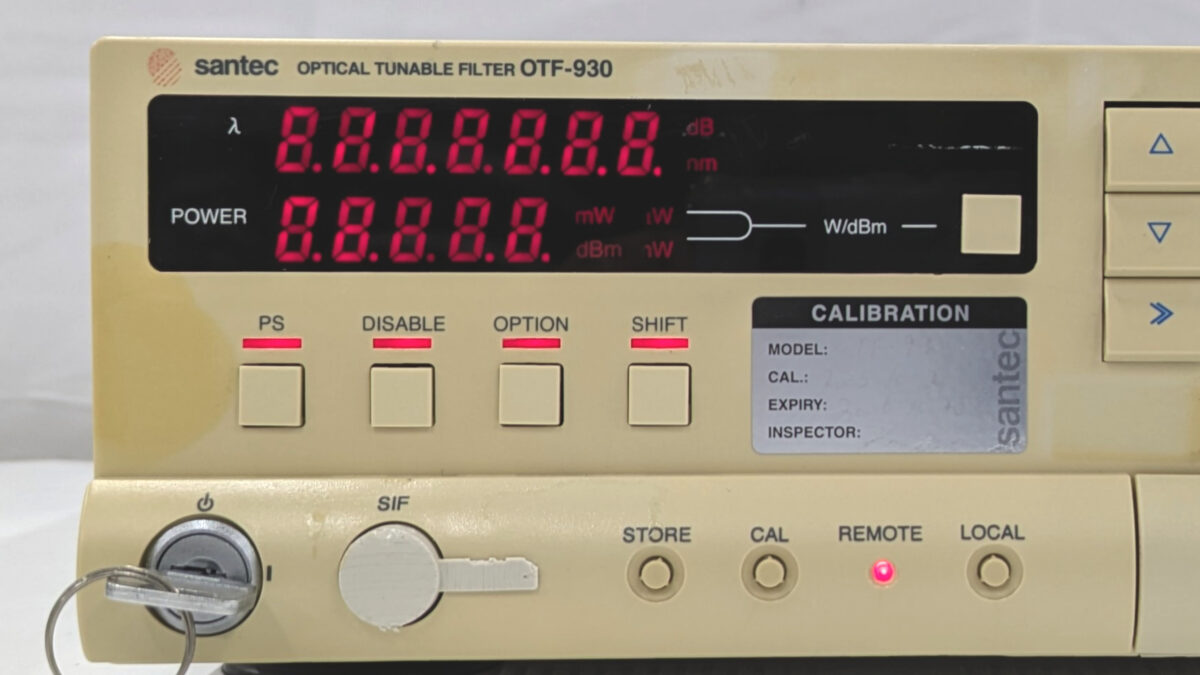 santec OPTICAL TUNABLE FILTER OTF-930
λ 8.8.8.8.8.8.8. dB
nm
POWER 8.8.8.8.8. mW W
dBm W
W/dBm
PS DISABLE OPTION SHIFT
CALIBRATION
MODEL:
CAL.:
EXPIRY:
INSPECTOR:
santec
SIF
STORE CAL REMOTE LOCAL